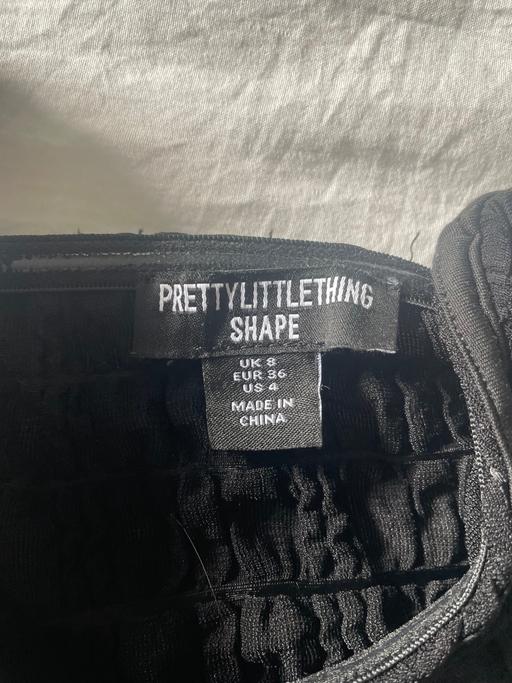 PRETTYLITTLETHING
SHAPE
UK 8
EUR 36
US 4
MADE IN
CHINA